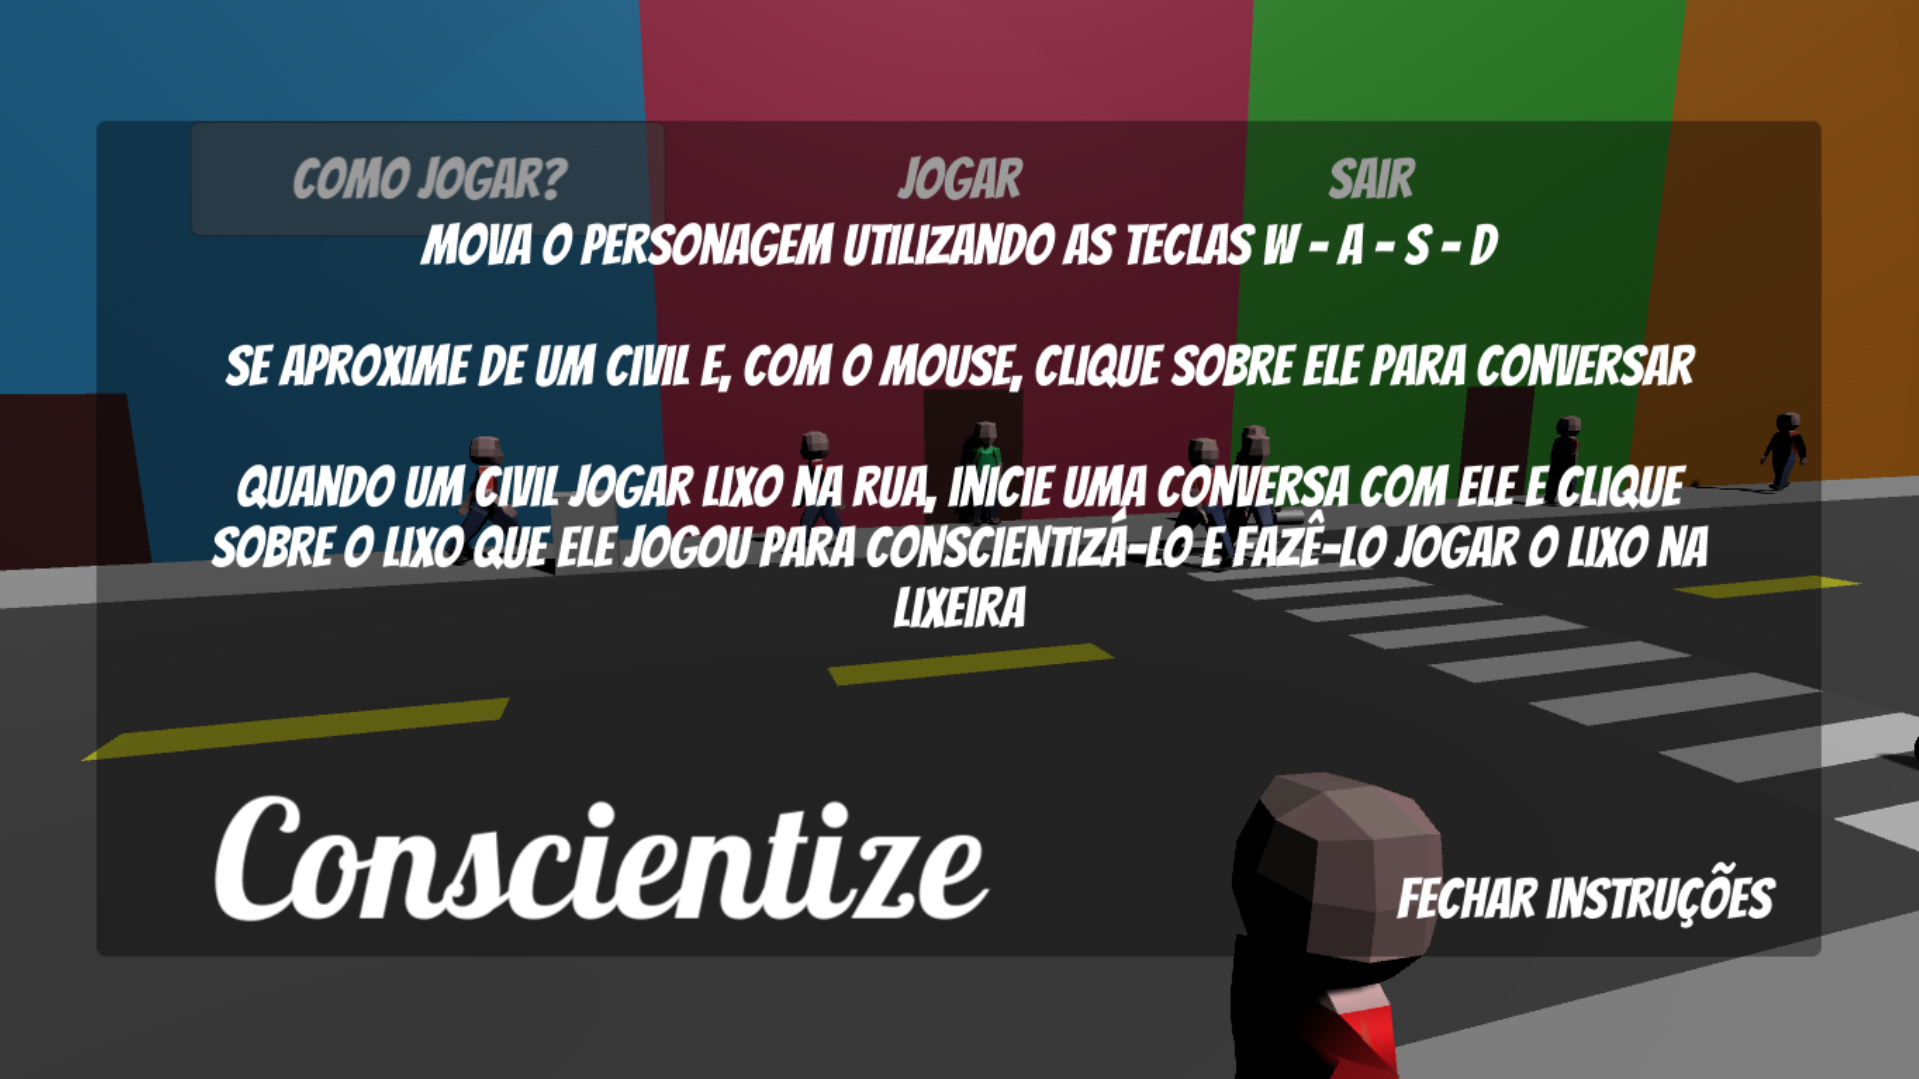 COMO JOGAR?
JOGAR
SAIR
MOVA O PERSONAGEM UTILIZANDO AS TECLAS W - A - S - D
SE APROXIME DE UM CIVIL E, COM O MOUSE, CLIQUE SOBRE ELE PARA CONVERSAR
QUANDO UM CIVIL JOGAR LIXO NA RUA, INICIE UMA CONVERSA COM ELE E CLIQUE
SOBRE O LIXO QUE ELE JOGOU PARA CONSCIENTIZÁ-LO E FAZÊ-LO JOGAR O LIXO NA
LIXEIRA
Conscientize
FECHAR INSTRUÇÕES